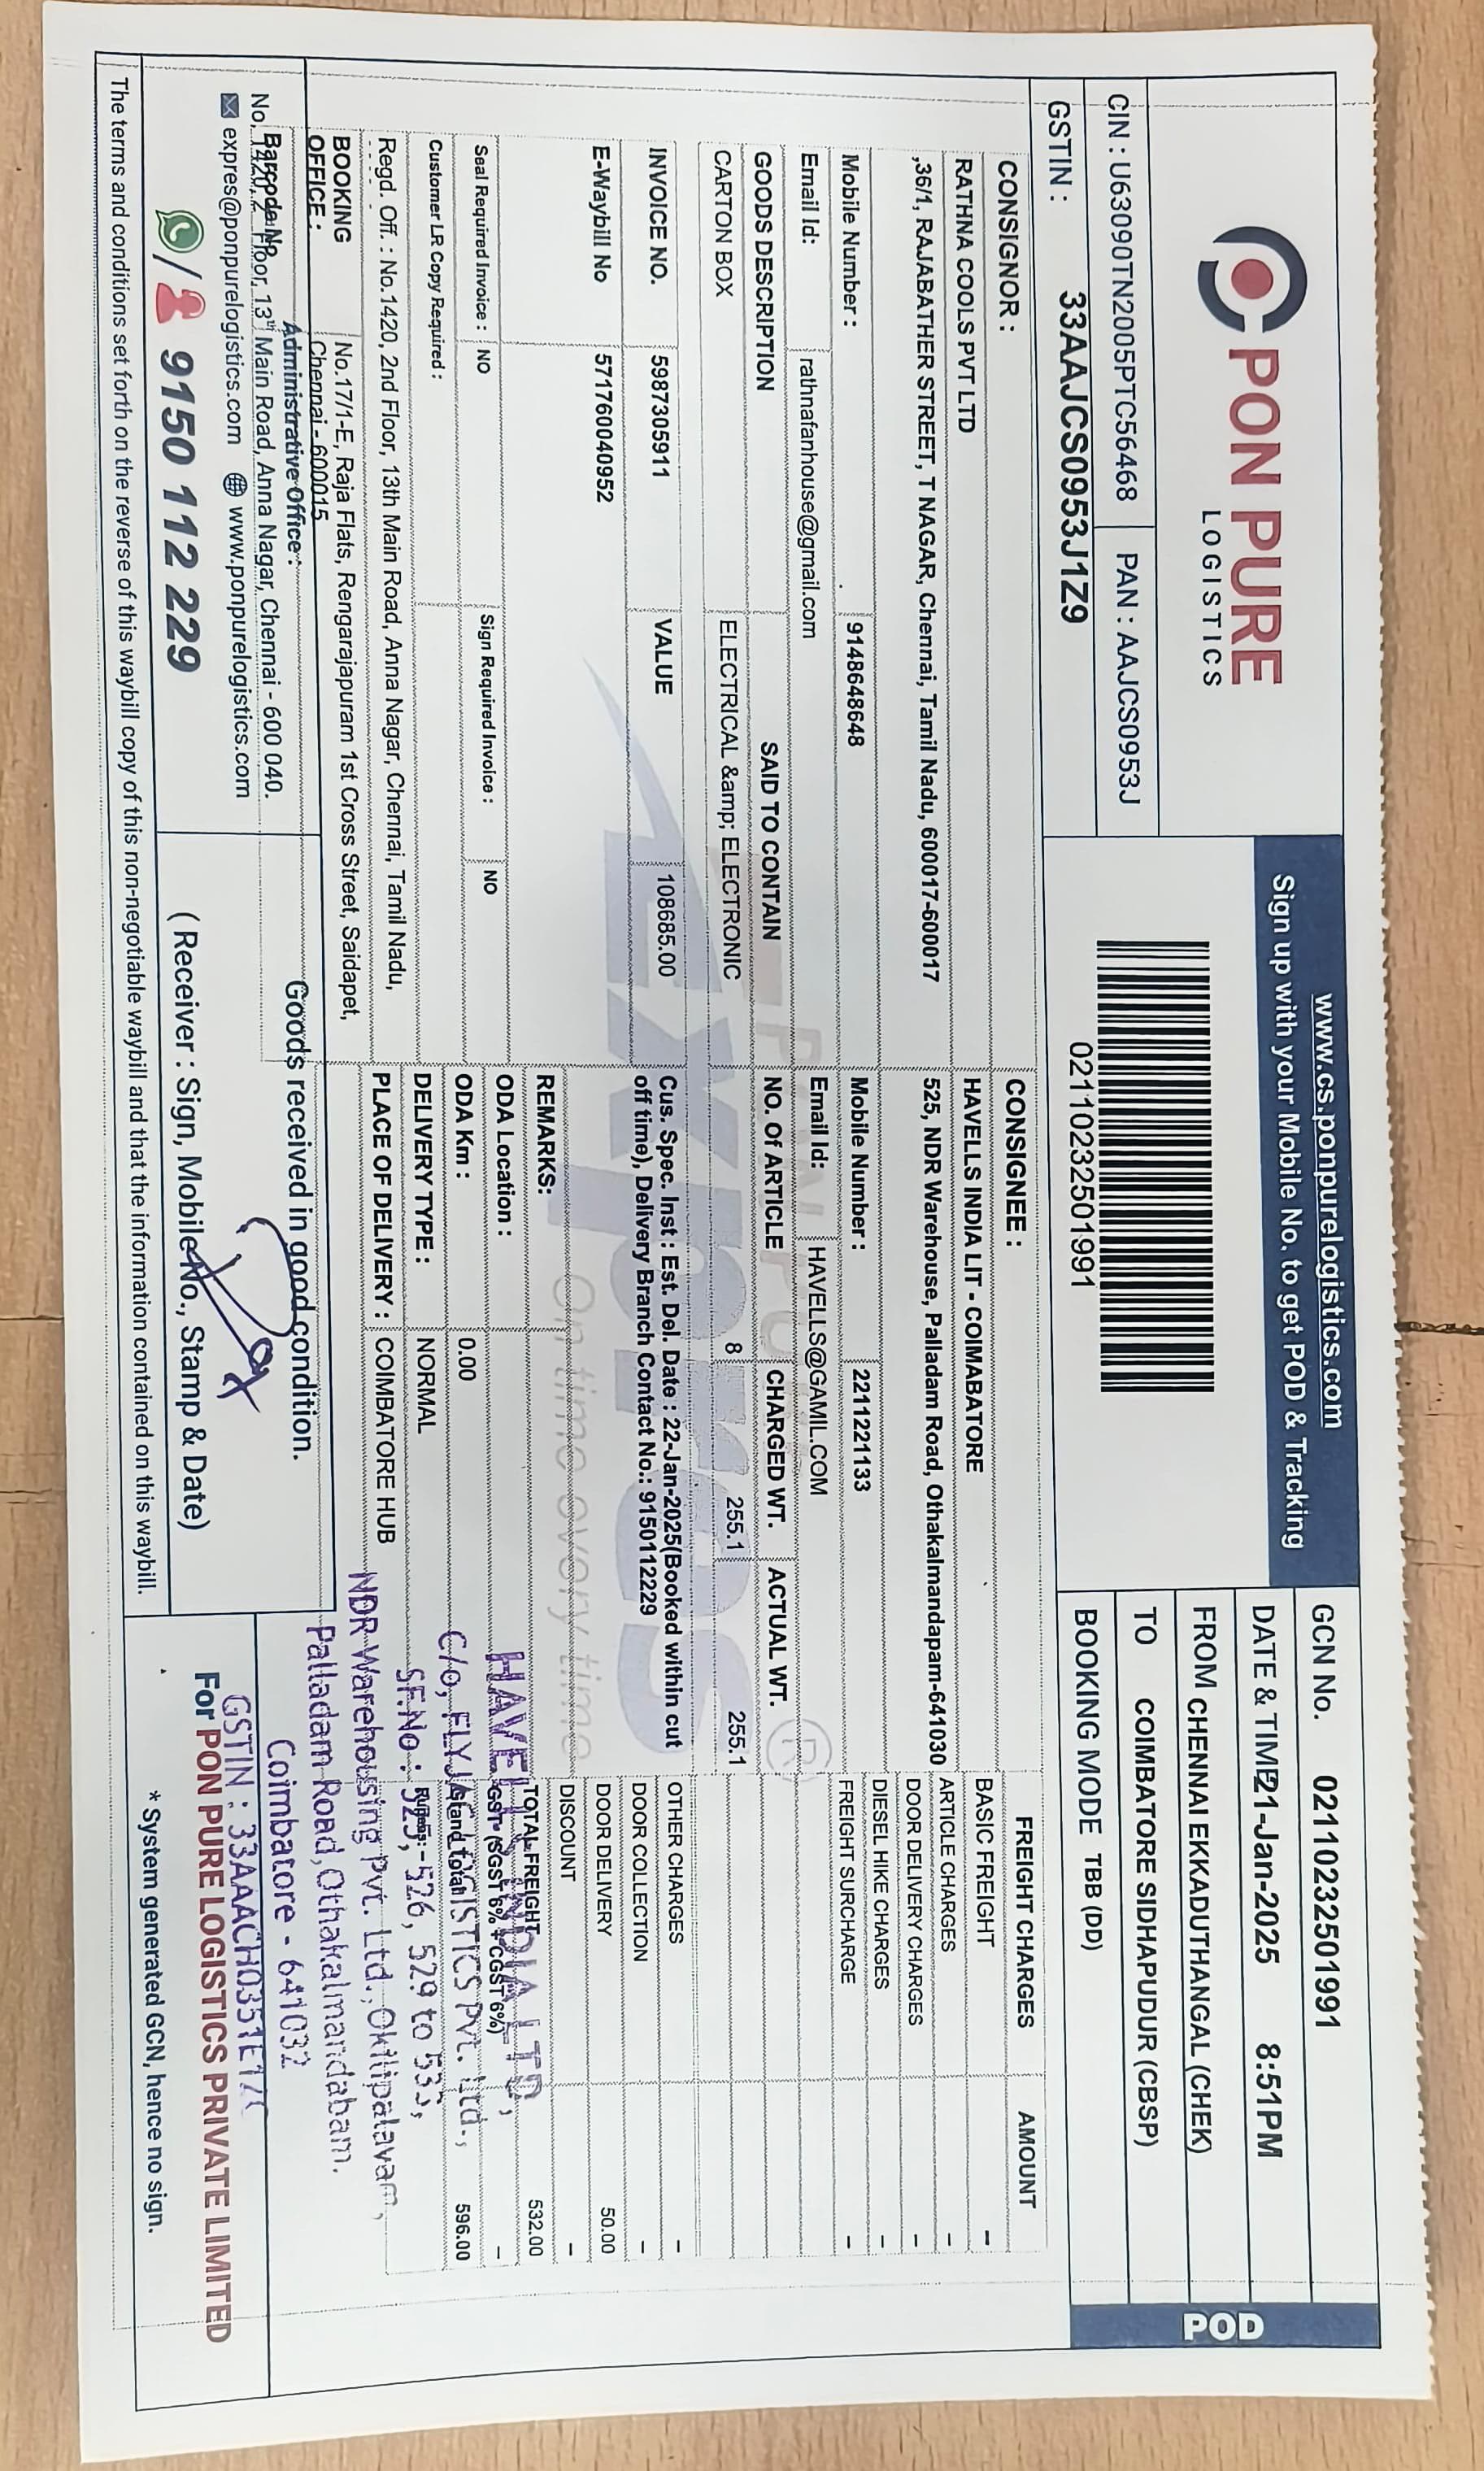 PON PURE
LOGISTICS
CIN : U63090TN2005PTC56468
PAN : AAJCS0953J
GSTIN : 33AAJCS0953J1Z9
www.cs.ponpurelogistics.com
Sign up with your Mobile No. to get POD & Tracking
02110232501991
GCN No. 02110232501991
DATE & TIME 21-Jan-2025 8:51PM
FROM CHENNAI EKKADUTHANGAL (CHEK)
TO COIMBATORE SIDHAPUDUR (CBSP)
BOOKING MODE TBB (DD)
POD
CONSIGNOR :
RATHNA COOLS PVT LTD
,36/1, RAJABATHER STREET, T NAGAR, Chennai, Tamil Nadu, 600017-600017
Mobile Number : 9148648648
Email Id: rathnafanhouse@gmail.com
CONSIGNEE :
HAVELLS INDIA LIT - COIMABATORE
525, NDR Warehouse, Palladam Road, Othakalmandapam-641030
Mobile Number : 2211221133
Email Id: HAVELLS@GAMIL.COM
GOODS DESCRIPTION SAID TO CONTAIN NO. Of ARTICLE CHARGED WT. ACTUAL WT.
CARTON BOX ELECTRICAL &amp; ELECTRONIC 8 255.1 255.1
INVOICE NO. 5987305911 VALUE 108685.00
E-Waybill No 571760040952
Cus. Spec. Inst : Est. Del. Date : 22-Jan-2025(Booked within cut
off time), Delivery Branch Contact No.: 9150112229
REMARKS:
Seal Required Invoice : NO Sign Required Invoice : NO
Customer LR Copy Required :
ODA Location :
ODA Km : 0.00
DELIVERY TYPE : NORMAL
PLACE OF DELIVERY : COIMBATORE HUB
Regd. Off. : No.1420, 2nd Floor, 13th Main Road, Anna Nagar, Chennai, Tamil Nadu,
BOOKING OFFICE : No.17/1-E, Raja Flats, Rengarajapuram 1st Cross Street, Saidapet,
Chennai - 600015
FREIGHT CHARGES AMOUNT
BASIC FREIGHT -
ARTICLE CHARGES -
DOOR DELIVERY CHARGES -
DIESEL HIKE CHARGES -
FREIGHT SURCHARGE -
OTHER CHARGES -
DOOR COLLECTION -
DOOR DELIVERY 50.00
DISCOUNT -
TOTAL FREIGHT 532.00
GST (SGST 6% + CGST 6%) -
Grand total 596.00
PON PURE
Expres
On time every time
HAVELLS INDIA LTD,
C/o, FLYJAC LOGISTICS Pvt. Ltd.,
SF.No : 525, -526, 529 to 533,
NDR Warehousing Pvt. Ltd., Okilipalayam,
Palladam Road, Othakalmandabam.
Coimbatore - 641032
Administrative Office :
Barcode No
No. 1420, 2 Floor, 13th Main Road, Anna Nagar, Chennai - 600 040.
expres@ponpurelogistics.com www.ponpurelogistics.com
/ 9150 112 229
Goods received in good condition.
( Receiver : Sign, Mobile No., Stamp & Date)
For PON PURE LOGISTICS PRIVATE LIMITED
* System generated GCN, hence no sign.
The terms and conditions set forth on the reverse of this waybill copy of this non-negotiable waybill and that the information contained on this waybill.